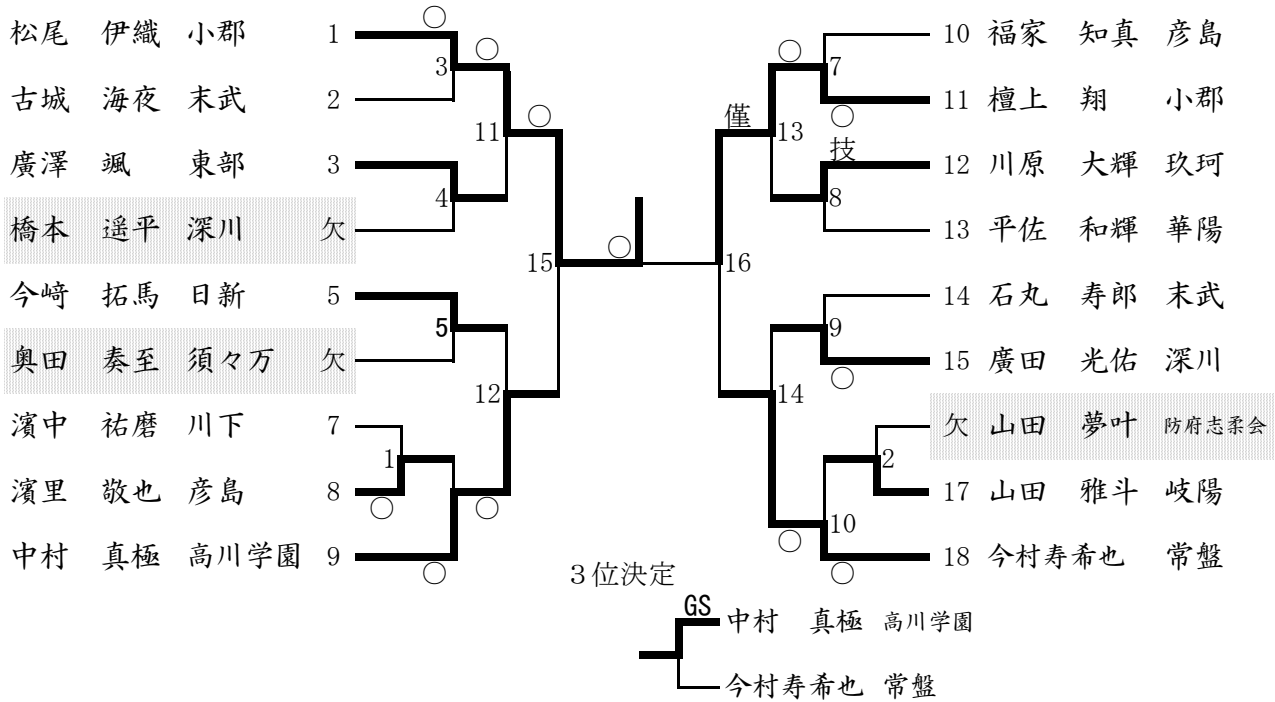 松尾 伊織 小郡 1
古城 海夜 末武 2
廣澤 颯 東部 3
橋本 遥平 深川 欠
今﨑 拓馬 日新 5
奥田 奏至 須々万 欠
濱中 祐磨 川下 7
濱里 敬也 彦島 8
中村 真極 高川学園 9
○
3
○
11
○
4
15
○
5
12
1
○
○
○
10 福家 知真 彦島
11 檀上 翔 小郡
12 川原 大輝 玖珂
13 平佐 和輝 華陽
14 石丸 寿郎 末武
15 廣田 光佑 深川
欠 山田 夢叶 防府志柔会
17 山田 雅斗 岐陽
18 今村寿希也 常盤
○
7
○
僅
13
技
8
16
9
○
14
2
10
○
○
3位決定
GS
中村 真極 高川学園
今村寿希也 常盤